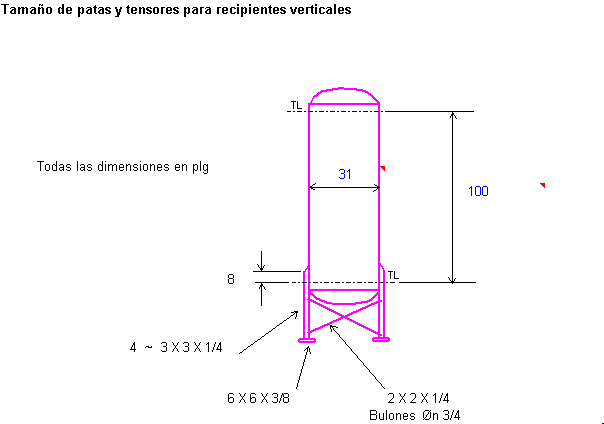 Tamaño de patas y tensores para recipientes verticales
TL
Todas las dimensiones en plg
31
100
TL
8
4 ~ 3 X 3 X 1/4
6 X 6 X 3/8
2 X 2 X 1/4
Bulones Øn 3/4